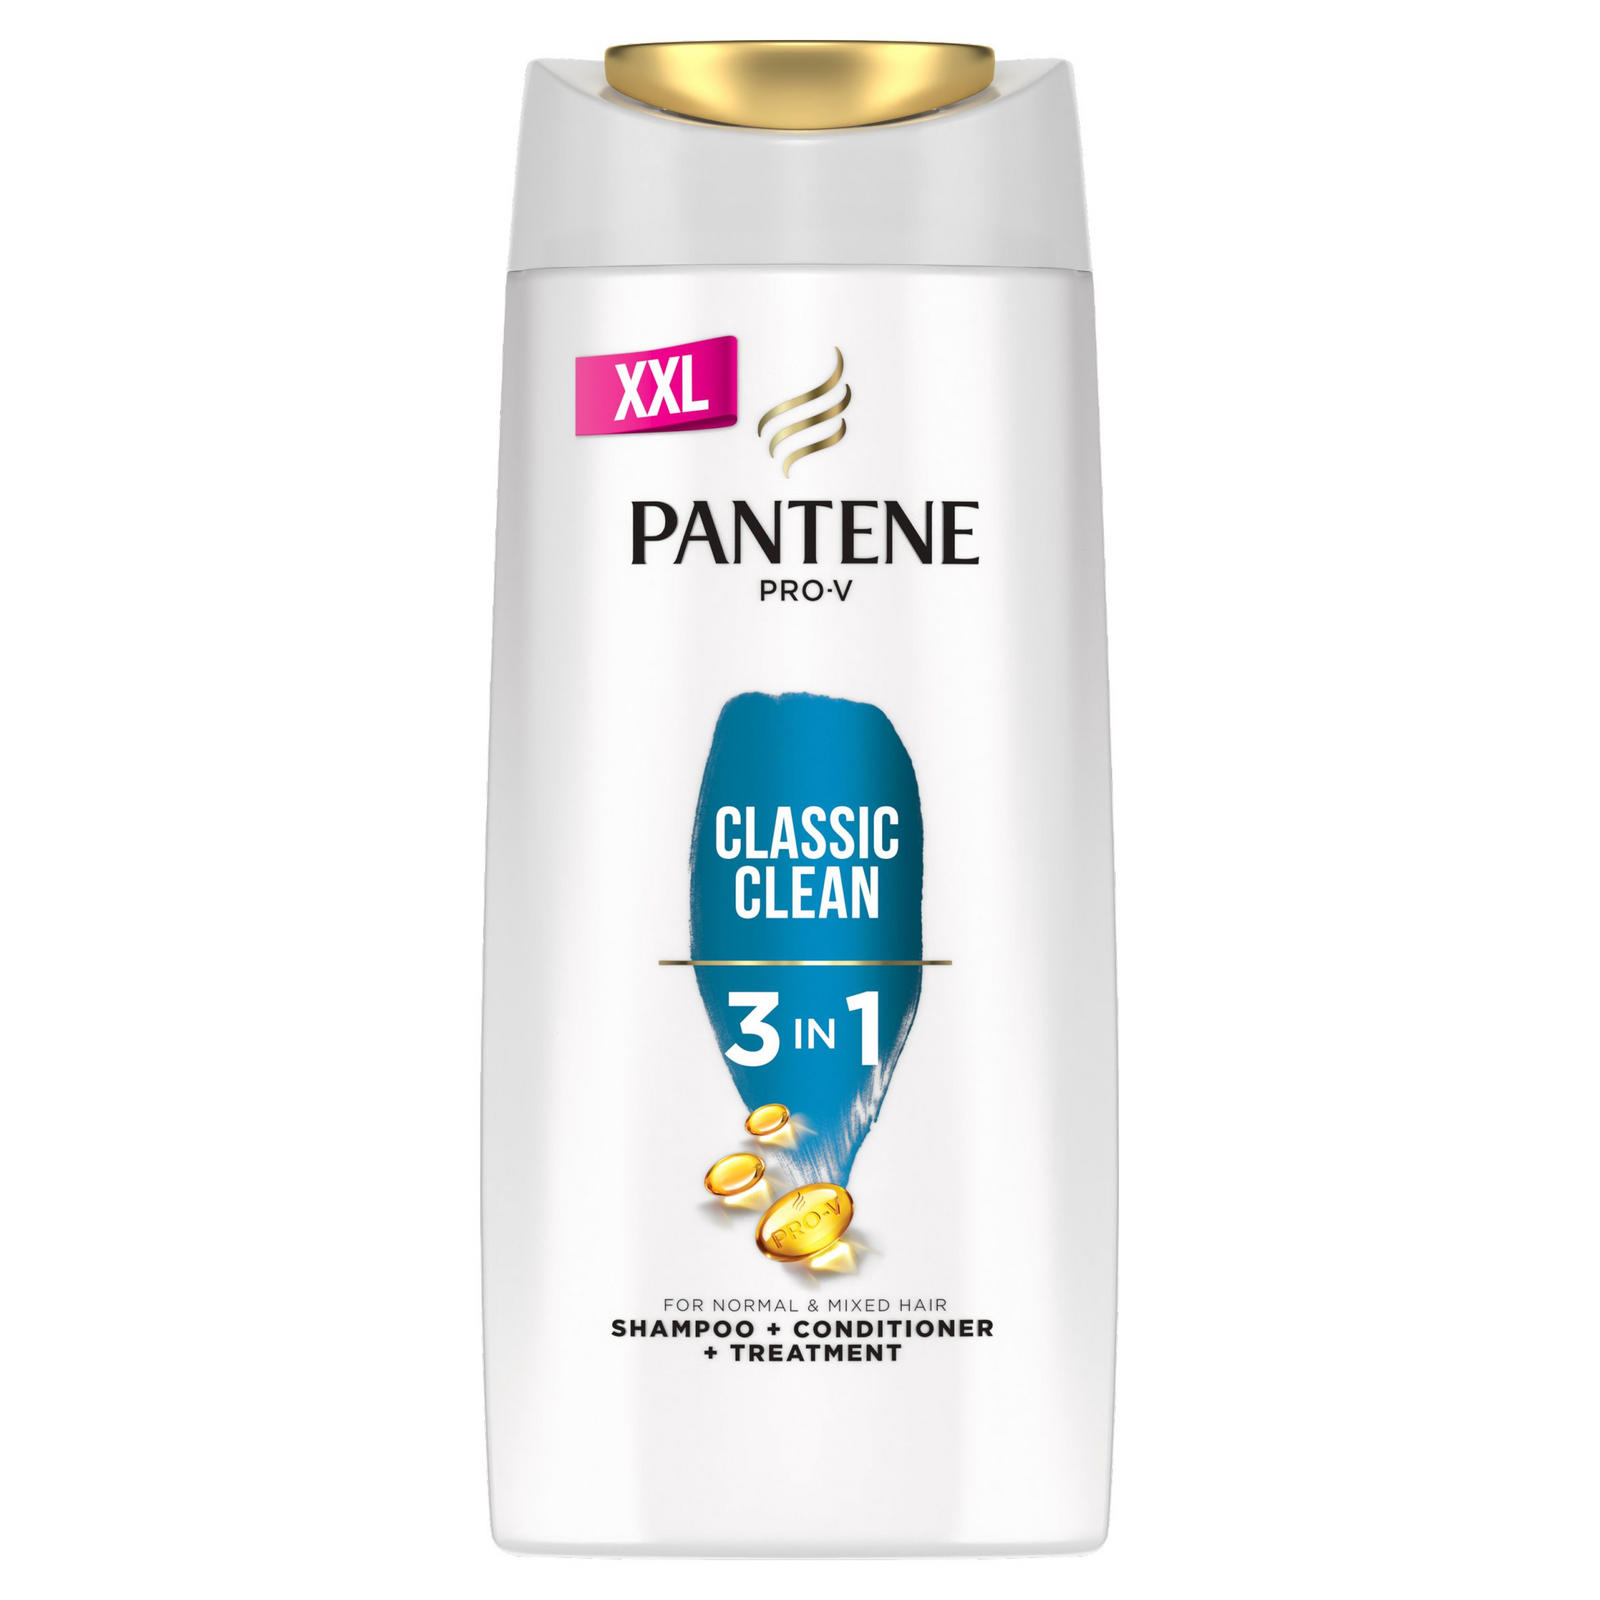 XXL
PANTENE
PRO-V
CLASSIC
CLEAN
3 IN 1
PRO-V
FOR NORMAL & MIXED HAIR
SHAMPOO + CONDITIONER
+ TREATMENT